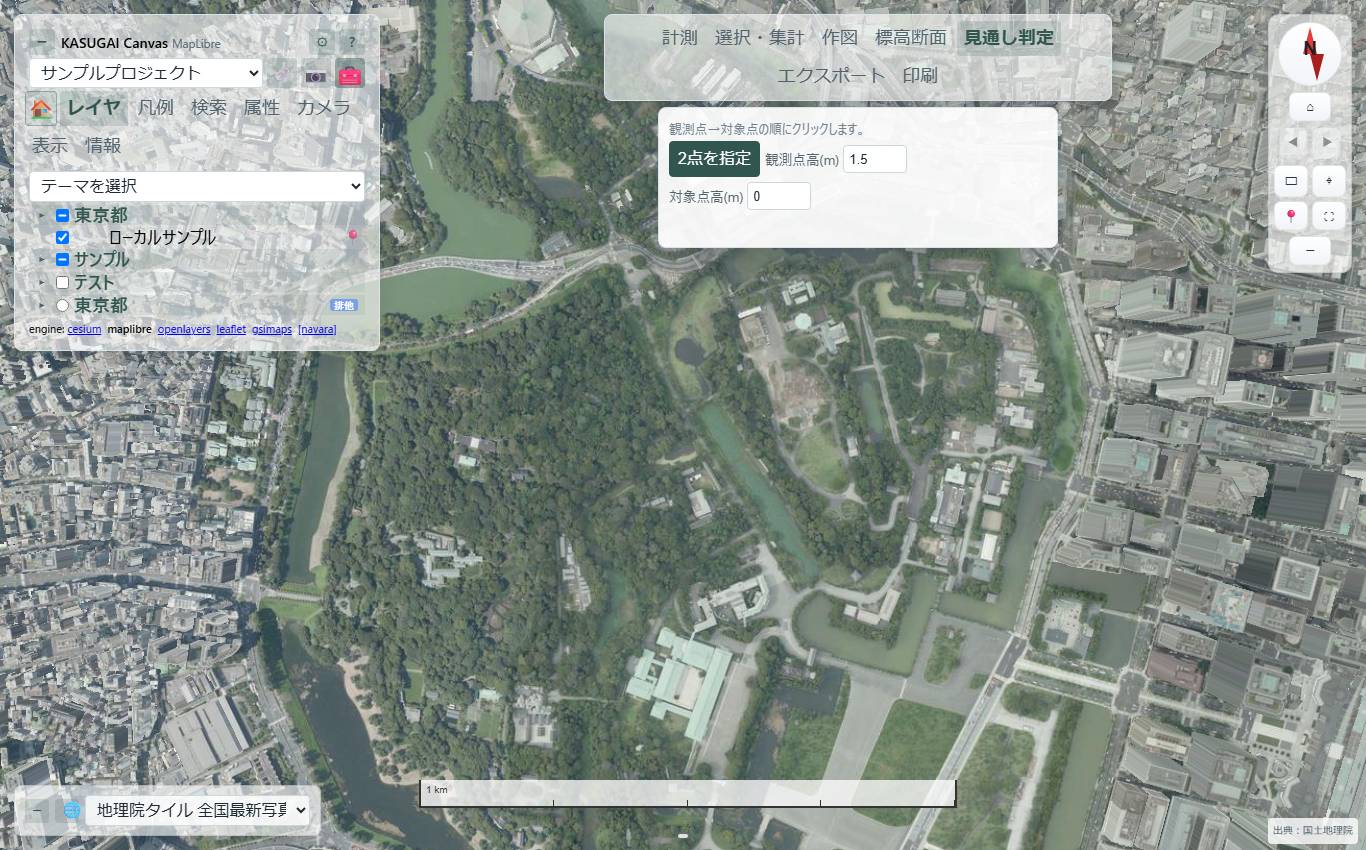 KASUGAI Canvas MapLibre
?
サンプルプロジェクト
レイヤ 凡例 検索 属性 カメラ
表示 情報
テーマを選択
東京都
ローカルサンプル
サンプル
テスト
東京都 排他
engine: cesium maplibre openlayers leaflet gsimaps [navara]
計測 選択・集計 作図 標高断面 見通し判定
エクスポート 印刷
観測点→対象点の順にクリックします。
2点を指定 観測点高(m) 1.5
対象点高(m) 0
N
地理院タイル 全国最新写真
1 km
出典：国土地理院